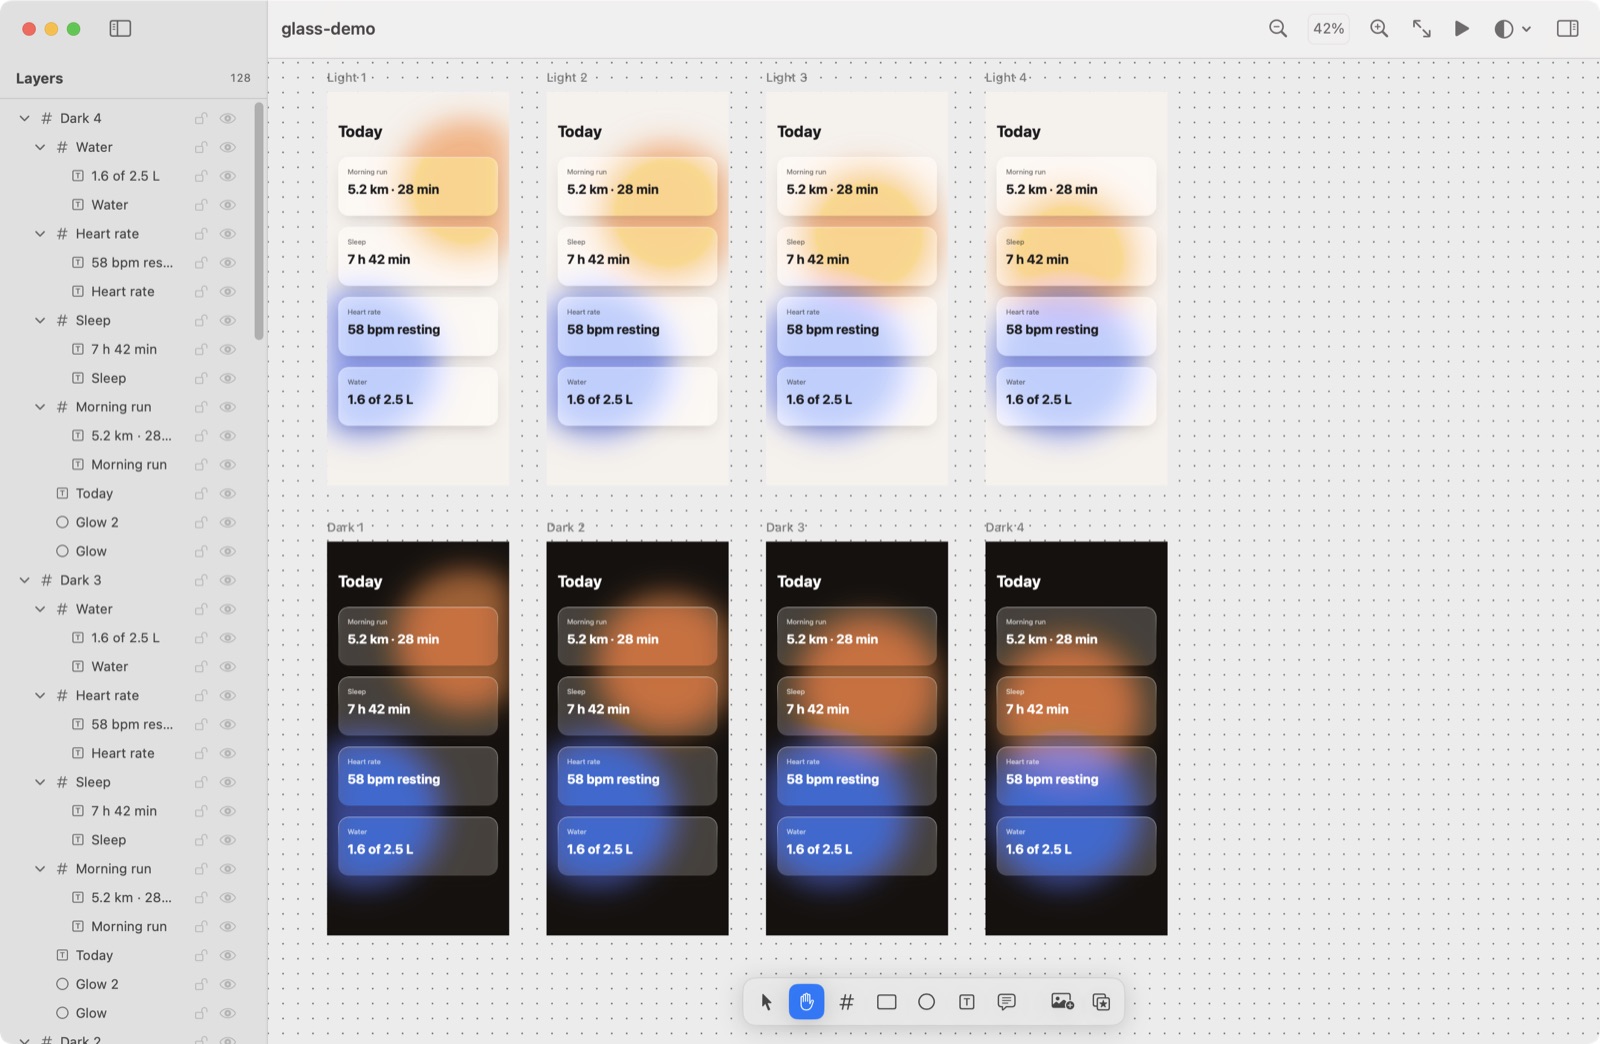 glass-demo
42%
Layers
128
Dark 4
Water
1.6 of 2.5 L
Water
Heart rate
58 bpm res...
Heart rate
Sleep
7 h 42 min
Sleep
Morning run
5.2 km · 28...
Morning run
Today
Glow 2
Glow
Dark 3
Water
1.6 of 2.5 L
Water
Heart rate
58 bpm res...
Heart rate
Sleep
7 h 42 min
Sleep
Morning run
5.2 km · 28...
Morning run
Today
Glow 2
Glow
Dark 2
Light 1
Today
Morning run
5.2 km · 28 min
Sleep
7 h 42 min
Heart rate
58 bpm resting
Water
1.6 of 2.5 L
Light 2
Today
Morning run
5.2 km · 28 min
Sleep
7 h 42 min
Heart rate
58 bpm resting
Water
1.6 of 2.5 L
Light 3
Today
Morning run
5.2 km · 28 min
Sleep
7 h 42 min
Heart rate
58 bpm resting
Water
1.6 of 2.5 L
Light 4
Today
Morning run
5.2 km · 28 min
Sleep
7 h 42 min
Heart rate
58 bpm resting
Water
1.6 of 2.5 L
Dark 1
Today
Morning run
5.2 km · 28 min
Sleep
7 h 42 min
Heart rate
58 bpm resting
Water
1.6 of 2.5 L
Dark 2
Today
Morning run
5.2 km · 28 min
Sleep
7 h 42 min
Heart rate
58 bpm resting
Water
1.6 of 2.5 L
Dark 3
Today
Morning run
5.2 km · 28 min
Sleep
7 h 42 min
Heart rate
58 bpm resting
Water
1.6 of 2.5 L
Dark 4
Today
Morning run
5.2 km · 28 min
Sleep
7 h 42 min
Heart rate
58 bpm resting
Water
1.6 of 2.5 L